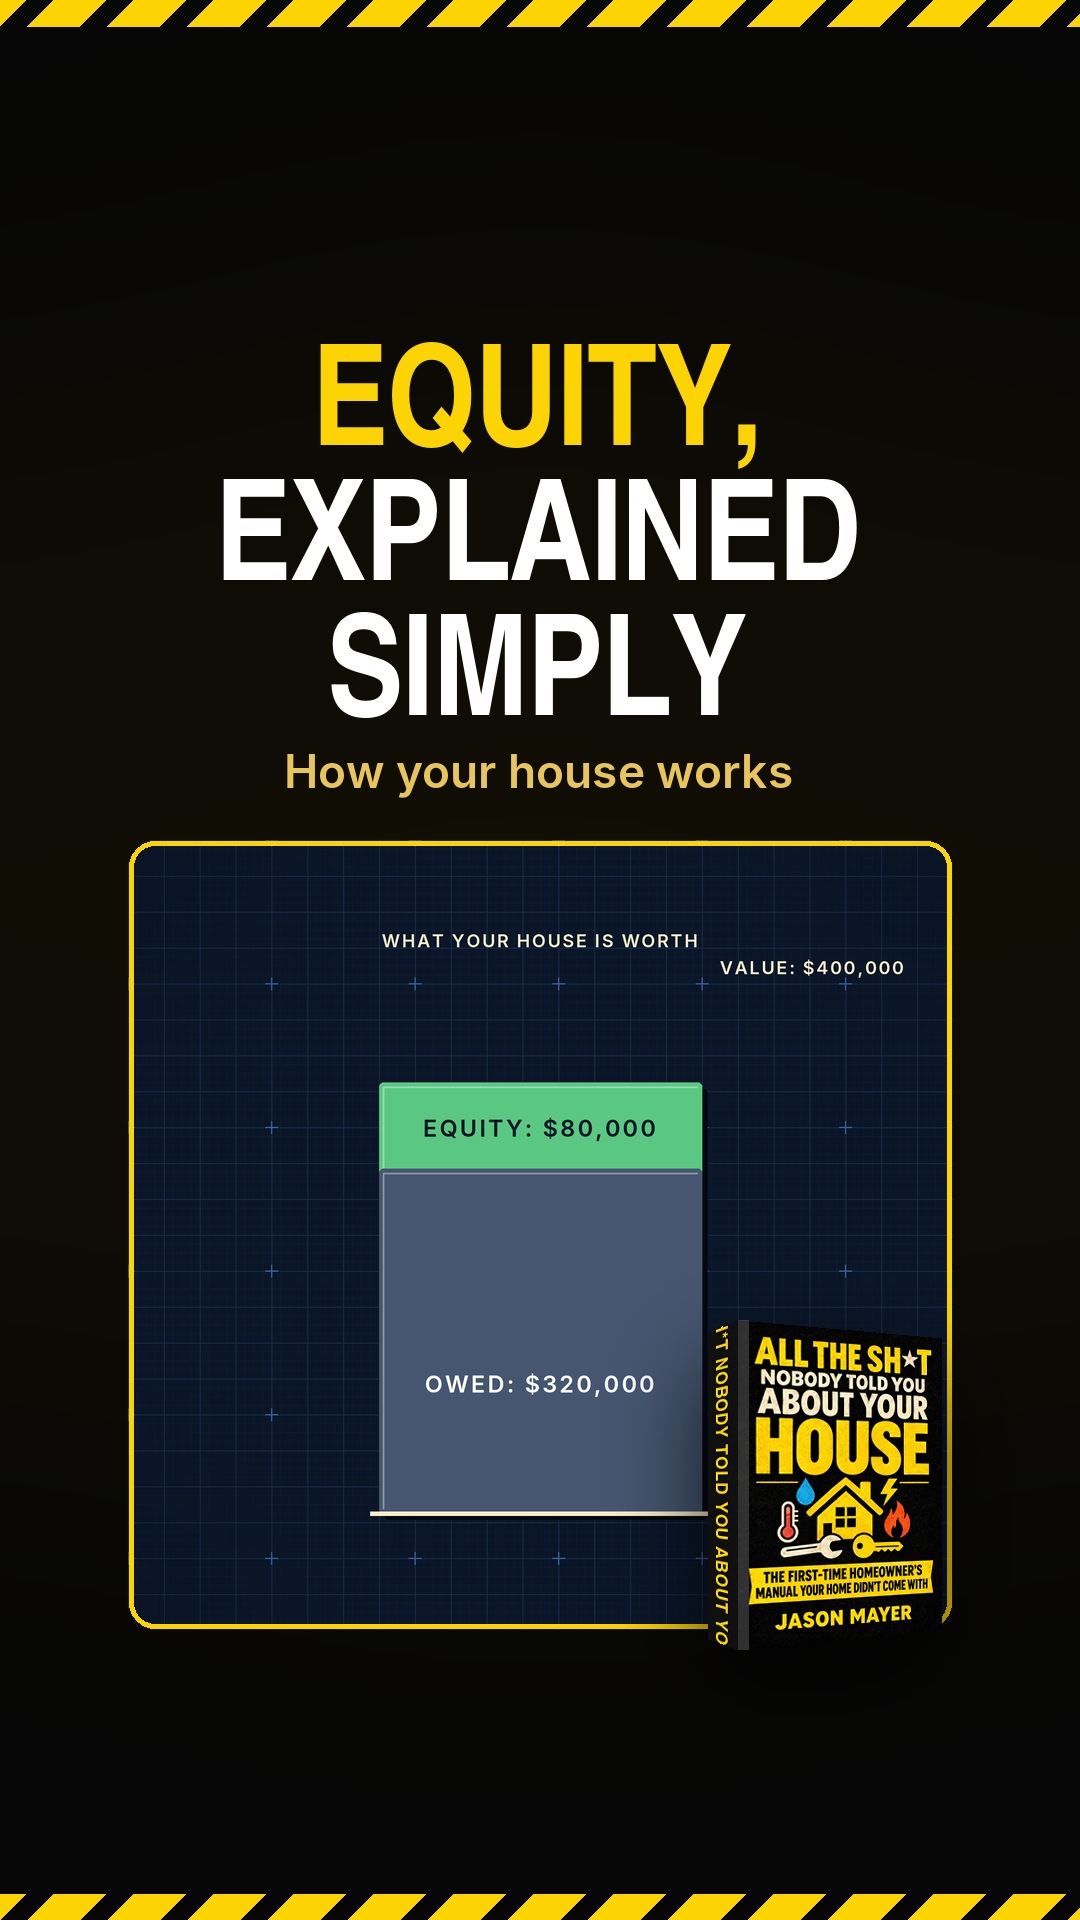 EQUITY,
EXPLAINED
SIMPLY
How your house works
WHAT YOUR HOUSE IS WORTH
VALUE: $400,000
EQUITY: $80,000
OWED: $320,000
NOBODY TOLD YOU ABOUT
ALL THE SH★T
NOBODY TOLD YOU
ABOUT YOUR
HOUSE
THE FIRST-TIME HOMEOWNER'S
MANUAL YOUR HOME DIDN'T COME WITH
JASON MAYER